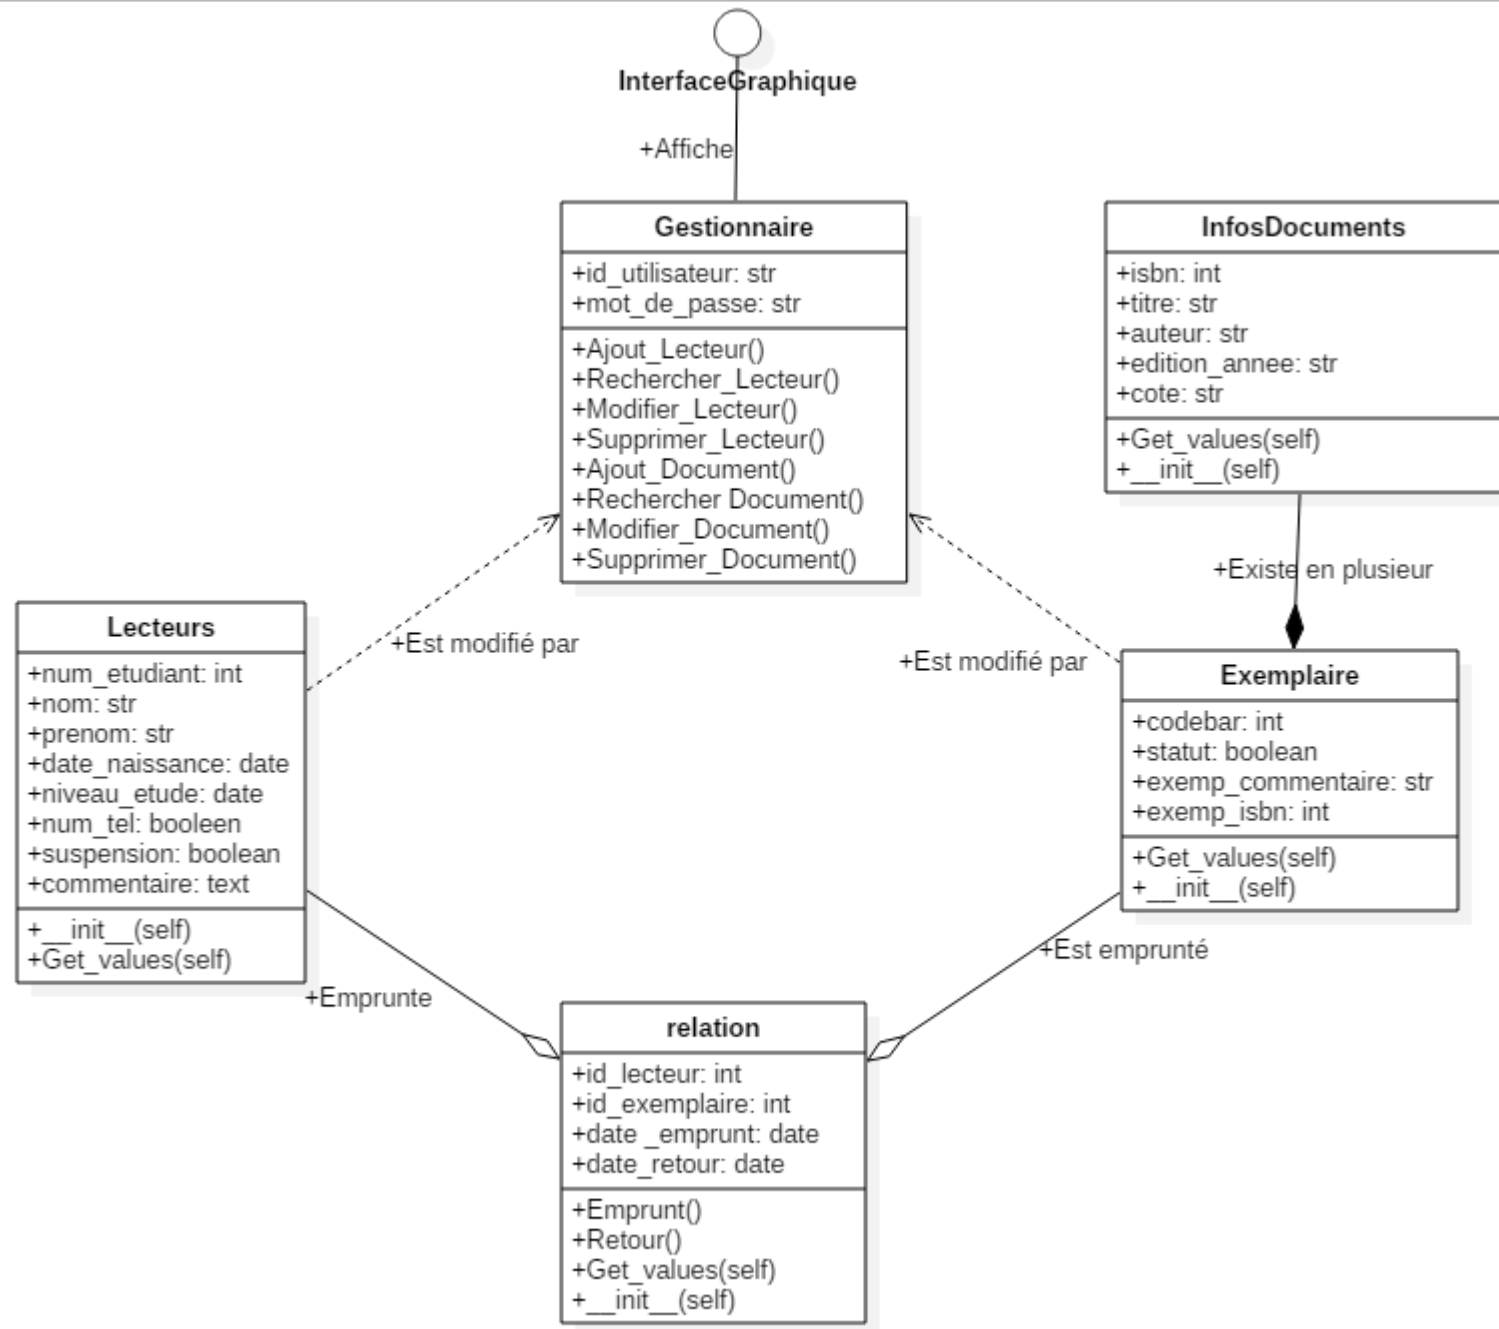 InterfaceGraphique
+Affiche
Gestionnaire
+id_utilisateur: str
+mot_de_passe: str
+Ajout_Lecteur()
+Rechercher_Lecteur()
+Modifier_Lecteur()
+Supprimer_Lecteur()
+Ajout_Document()
+Rechercher Document()
+Modifier_Document()
+Supprimer_Document()
InfosDocuments
+isbn: int
+titre: str
+auteur: str
+edition_annee: str
+cote: str
+Get_values(self)
+__init__(self)
+Existe en plusieur
+Est modifié par
+Est modifié par
Lecteurs
+num_etudiant: int
+nom: str
+prenom: str
+date_naissance: date
+niveau_etude: date
+num_tel: booleen
+suspension: boolean
+commentaire: text
+__init__(self)
+Get_values(self)
Exemplaire
+codebar: int
+statut: boolean
+exemp_commentaire: str
+exemp_isbn: int
+Get_values(self)
+__init__(self)
+Emprunte
+Est emprunté
relation
+id_lecteur: int
+id_exemplaire: int
+date _emprunt: date
+date_retour: date
+Emprunt()
+Retour()
+Get_values(self)
+__init__(self)